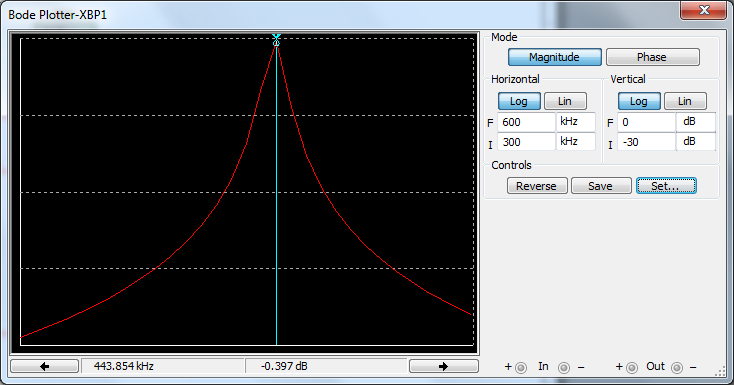 Bode Plotter-XBP1
Mode
Magnitude Phase
Horizontal Vertical
Log Lin Log Lin
F 600 kHz F 0 dB
I 300 kHz I -30 dB
Controls
Reverse Save Set...
443.854 kHz -0.397 dB + In − + Out −